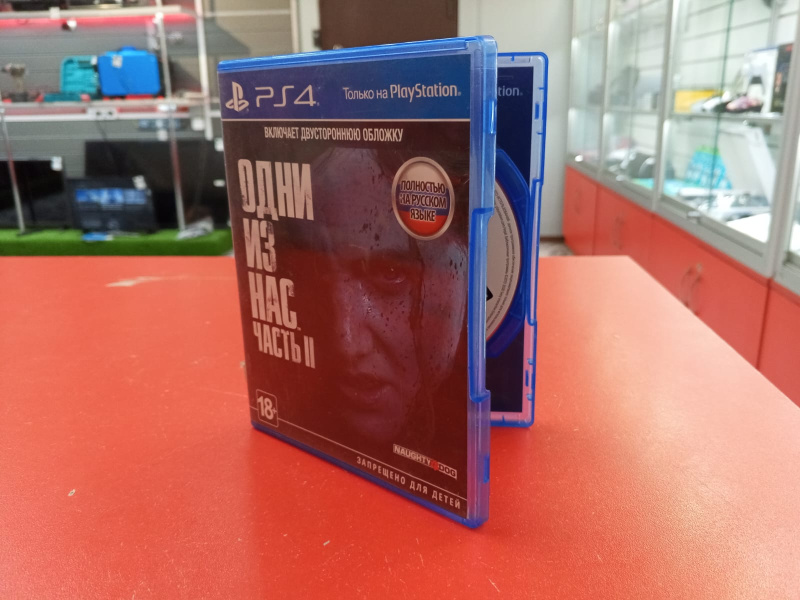 PS4
Только на PlayStation
ВКЛЮЧАЕТ ДВУСТОРОННЮЮ ОБЛОЖКУ
ОДНИ
ИЗ
НАС
ЧАСТЬ II
ПОЛНОСТЬЮ
НА РУССКОМ
ЯЗЫКЕ
18+
NAUGHTY DOG
ЗАПРЕЩЕНО ДЛЯ ДЕТЕЙ